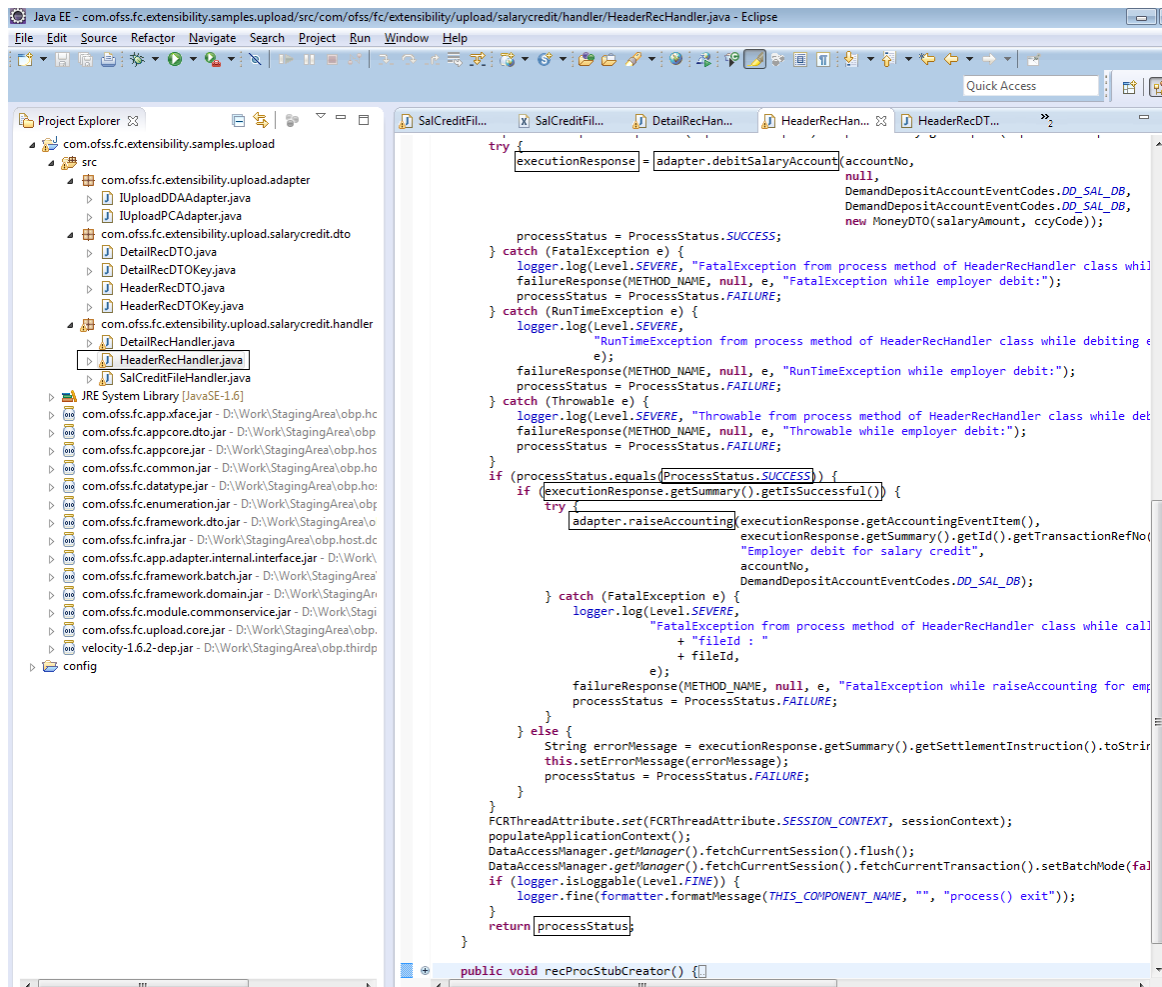 Java EE - com.ofss.fc.extensibility.samples.upload/src/com/ofss/fc/extensibility/upload/salarycredit/handler/HeaderRecHandler.java - Eclipse
File Edit Source Refactor Navigate Search Project Run Window Help
Quick Access
Project Explorer
SalCreditFil... SalCreditFil... DetailRecHan... HeaderRecHan... HeaderRecDT... »2
com.ofss.fc.extensibility.samples.upload
src
com.ofss.fc.extensibility.upload.adapter
IUploadDDAAdapter.java
IUploadPCAdapter.java
com.ofss.fc.extensibility.upload.salarycredit.dto
DetailRecDTO.java
DetailRecDTOKey.java
HeaderRecDTO.java
HeaderRecDTOKey.java
com.ofss.fc.extensibility.upload.salarycredit.handler
DetailRecHandler.java
HeaderRecHandler.java
SalCreditFileHandler.java
JRE System Library [JavaSE-1.6]
com.ofss.fc.app.xface.jar - D:\Work\StagingArea\obp.hc
com.ofss.fc.appcore.dto.jar - D:\Work\StagingArea\obp
com.ofss.fc.appcore.jar - D:\Work\StagingArea\obp.hos
com.ofss.fc.common.jar - D:\Work\StagingArea\obp.ho
com.ofss.fc.datatype.jar - D:\Work\StagingArea\obp.hos
com.ofss.fc.enumeration.jar - D:\Work\StagingArea\obp
com.ofss.fc.framework.dto.jar - D:\Work\StagingArea\o
com.ofss.fc.infra.jar - D:\Work\StagingArea\obp.host.dc
com.ofss.fc.app.adapter.internal.interface.jar - D:\Work\
com.ofss.fc.framework.batch.jar - D:\Work\StagingArea\
com.ofss.fc.framework.domain.jar - D:\Work\StagingAr
com.ofss.fc.module.commonservice.jar - D:\Work\Stagi
com.ofss.fc.upload.core.jar - D:\Work\StagingArea\obp.
velocity-1.6.2-dep.jar - D:\Work\StagingArea\obp.thirdp
config
try {
executionResponse = adapter.debitSalaryAccount(accountNo,
null,
DemandDepositAccountEventCodes.DD_SAL_DB,
DemandDepositAccountEventCodes.DD_SAL_DB,
new MoneyDTO(salaryAmount, ccyCode));
processStatus = ProcessStatus.SUCCESS;
} catch (FatalException e) {
logger.log(Level.SEVERE, "FatalException from process method of HeaderRecHandler class whil
failureResponse(METHOD_NAME, null, e, "FatalException while employer debit:");
processStatus = ProcessStatus.FAILURE;
} catch (RunTimeException e) {
logger.log(Level.SEVERE,
"RunTimeException from process method of HeaderRecHandler class while debiting e
e);
failureResponse(METHOD_NAME, null, e, "RunTimeException while employer debit:");
processStatus = ProcessStatus.FAILURE;
} catch (Throwable e) {
logger.log(Level.SEVERE, "Throwable from process method of HeaderRecHandler class while deb
failureResponse(METHOD_NAME, null, e, "Throwable while employer debit:");
processStatus = ProcessStatus.FAILURE;
}
if (processStatus.equals(ProcessStatus.SUCCESS)) {
if (executionResponse.getSummary().getIsSuccessful()) {
try {
adapter.raiseAccounting(executionResponse.getAccountingEventItem(),
executionResponse.getSummary().getId().getTransactionRefNo(
"Employer debit for salary credit",
accountNo,
DemandDepositAccountEventCodes.DD_SAL_DB);
} catch (FatalException e) {
logger.log(Level.SEVERE,
"FatalException from process method of HeaderRecHandler class while call
+ "fileId : "
+ fileId,
e);
failureResponse(METHOD_NAME, null, e, "FatalException while raiseAccounting for emp
processStatus = ProcessStatus.FAILURE;
}
} else {
String errorMessage = executionResponse.getSummary().getSettlementInstruction().toStrin
this.setErrorMessage(errorMessage);
processStatus = ProcessStatus.FAILURE;
}
}
FCRThreadAttribute.set(FCRThreadAttribute.SESSION_CONTEXT, sessionContext);
populateApplicationContext();
DataAccessManager.getManager().fetchCurrentSession().flush();
DataAccessManager.getManager().fetchCurrentSession().fetchCurrentTransaction().setBatchMode(fal
if (logger.isLoggable(Level.FINE)) {
logger.fine(formatter.formatMessage(THIS_COMPONENT_NAME, "", "process() exit"));
}
return processStatus;
}
public void recProcStubCreator() {